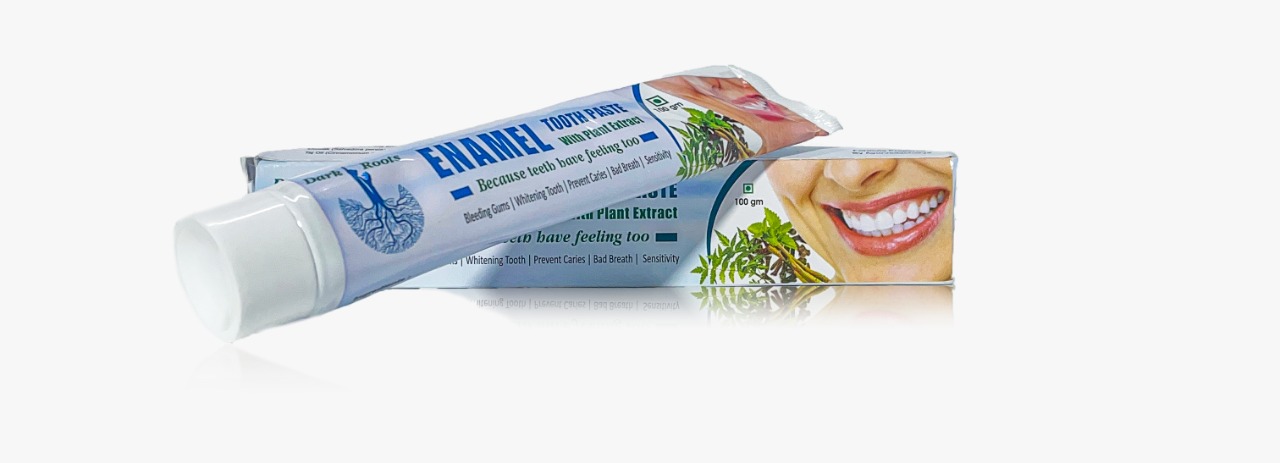 Dark Roots
ENAMEL TOOTH PASTE
With Plant Extract
Because teeth have feeling too
Bleeding Gums | Whitening Tooth | Prevent Caries | Bad Breath | Sensitivity
100 gm
Plant Extract
have feeling too
| Whitening Tooth | Prevent Caries | Bad Breath | Sensitivity
100 gm